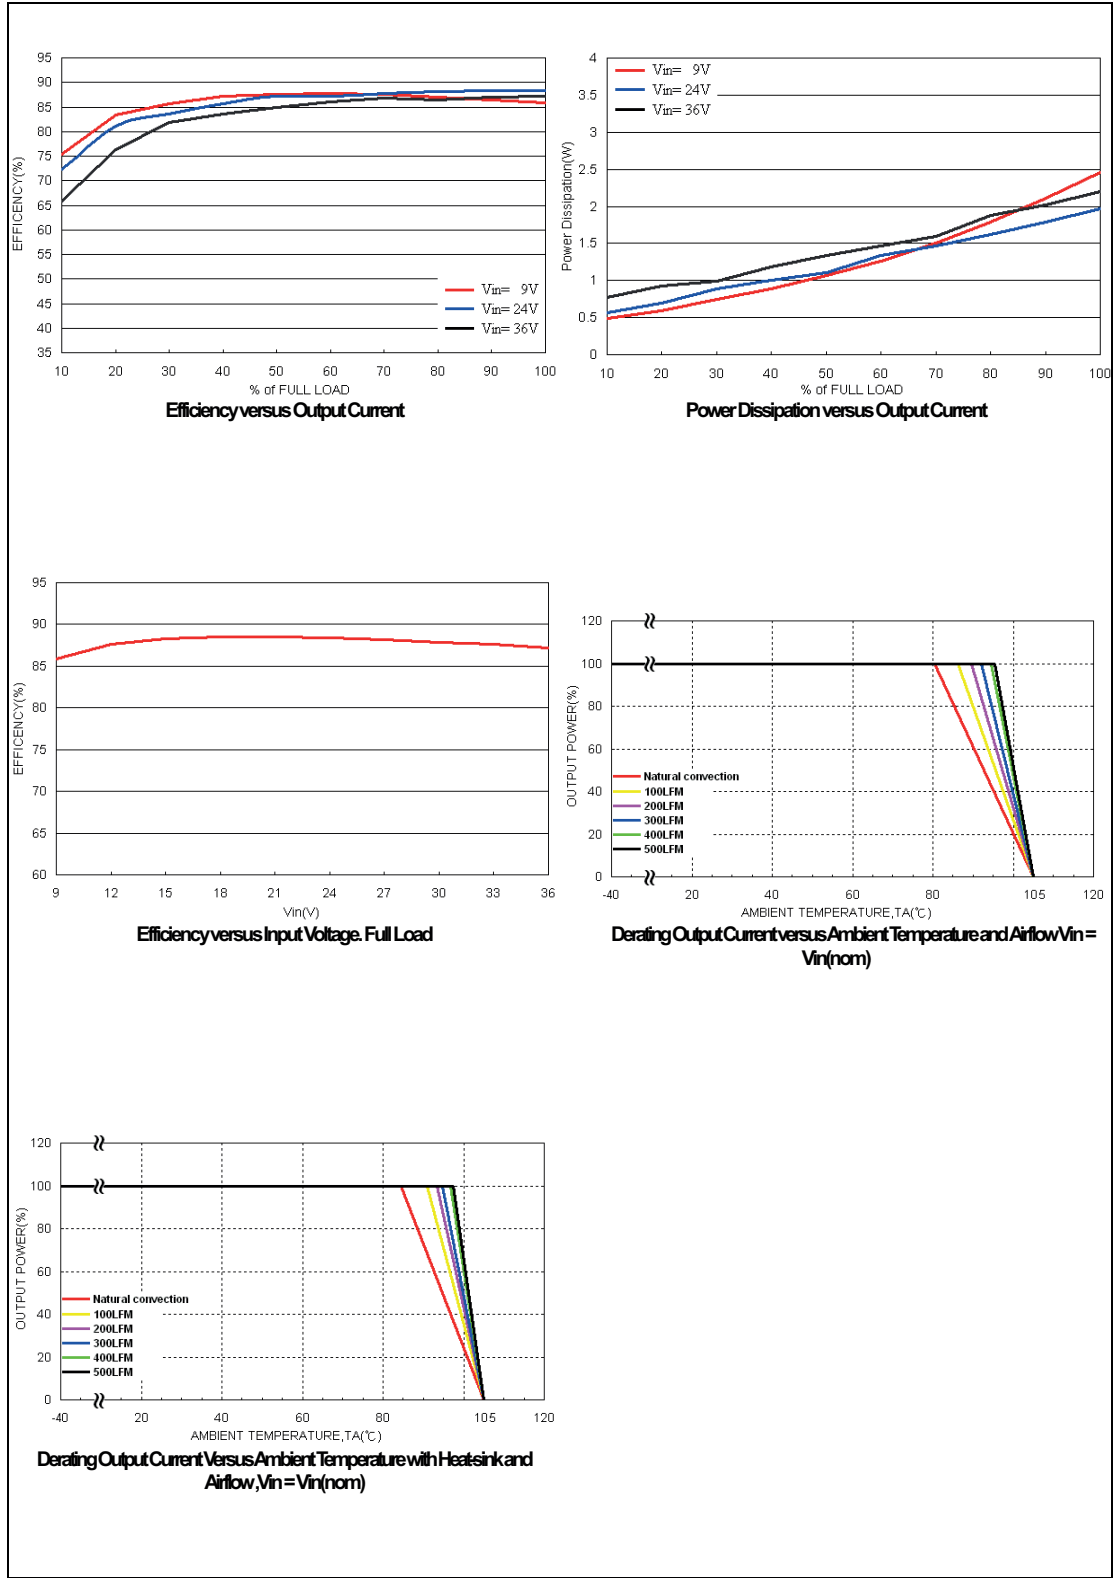 95
90
85
80
75
70
65
60
55
50
45
40
35
EFFICENCY(%)
Vin= 9V
Vin= 24V
Vin= 36V
10 20 30 40 50 60 70 80 90 100
% of FULL LOAD
Efficiency versus Output Current
4
3.5
3
2.5
2
1.5
1
0.5
0
Power Dissipation(W)
Vin= 9V
Vin= 24V
Vin= 36V
10 20 30 40 50 60 70 80 90 100
% of FULL LOAD
Power Dissipation versus Output Current
95
90
85
80
75
70
65
60
EFFICENCY(%)
9 12 15 18 21 24 27 30 33 36
Vin(V)
Efficiency versus Input Voltage. Full Load
120
100
80
60
40
20
0
OUTPUT POWER(%)
Natural convection
100LFM
200LFM
300LFM
400LFM
500LFM
-40 20 40 60 80 105 120
AMBIENT TEMPERATURE,TA(℃)
Derating Output Current versus Ambient Temperature and Airflow Vin =
Vin(nom)
120
100
80
60
40
20
0
OUTPUT POWER(%)
Natural convection
100LFM
200LFM
300LFM
400LFM
500LFM
-40 20 40 60 80 105 120
AMBIENT TEMPERATURE,TA(℃)
Derating Output Current Versus Ambient Temperature with Heat-sink and
Airflow ,Vin = Vin(nom)